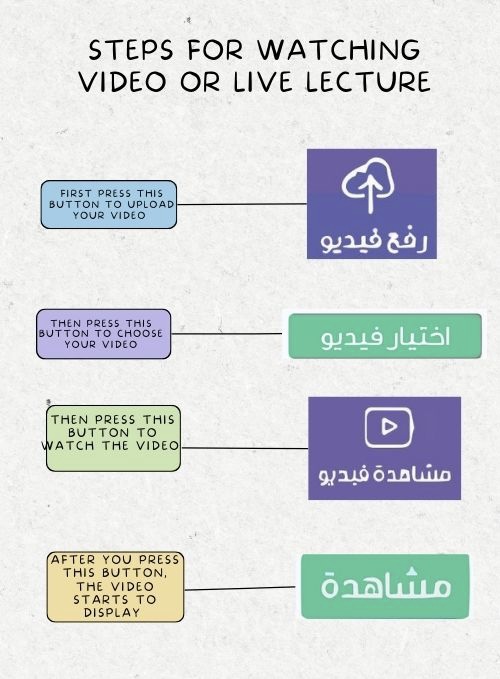 STEPS FOR WATCHING
VIDEO OR LIVE LECTURE
FIRST PRESS THIS
BUTTON TO UPLOAD
YOUR VIDEO
رفع فيديو
THEN PRESS THIS
BUTTON TO CHOOSE
YOUR VIDEO
اختيار فيديو
THEN PRESS THIS
BUTTON TO
WATCH THE VIDEO
مشاهدة فيديو
AFTER YOU PRESS
THIS BUTTON,
THE VIDEO
STARTS TO
DISPLAY
مشاهدة